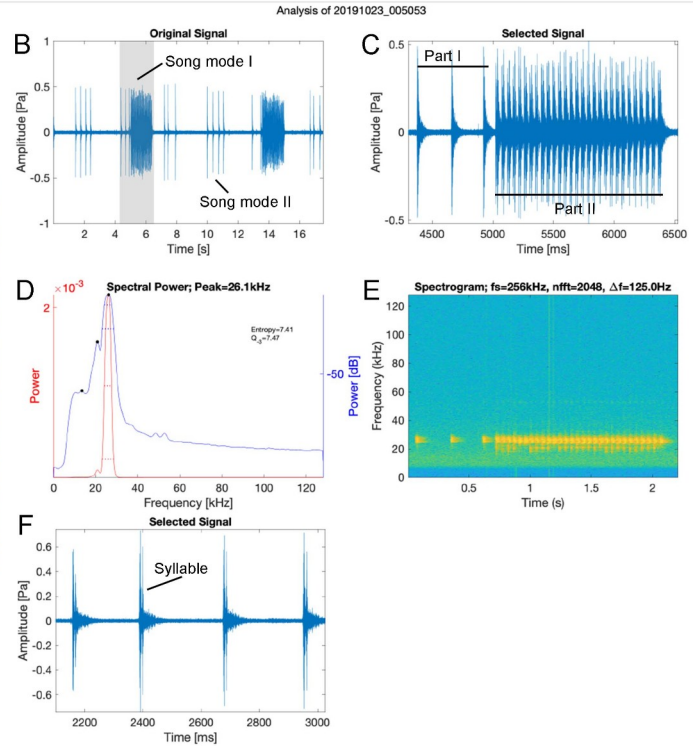 Analysis of 20191023_005053
B
Original Signal
Song mode I
Song mode II
Amplitude [Pa]
1
0.5
0
-0.5
-1
2 4 6 8 10 12 14 16
Time [s]
C
Selected Signal
Part I
Part II
Amplitude [Pa]
0.5
0
-0.5
4500 5000 5500 6000 6500
Time [ms]
D
×10⁻³
Spectral Power; Peak=26.1kHz
2
Entropy=7.41
Q₋₃=7.47
Power
-50
Power [dB]
0 20 40 60 80 100 120
Frequency [kHz]
E
Spectrogram; fs=256kHz, nfft=2048, Δf=125.0Hz
Frequency (kHz)
120
100
80
60
40
20
0
0.5 1 1.5 2
Time (s)
F
Selected Signal
Syllable
Amplitude [Pa]
0.6
0.4
0.2
0
-0.2
-0.4
-0.6
2200 2400 2600 2800 3000
Time [ms]